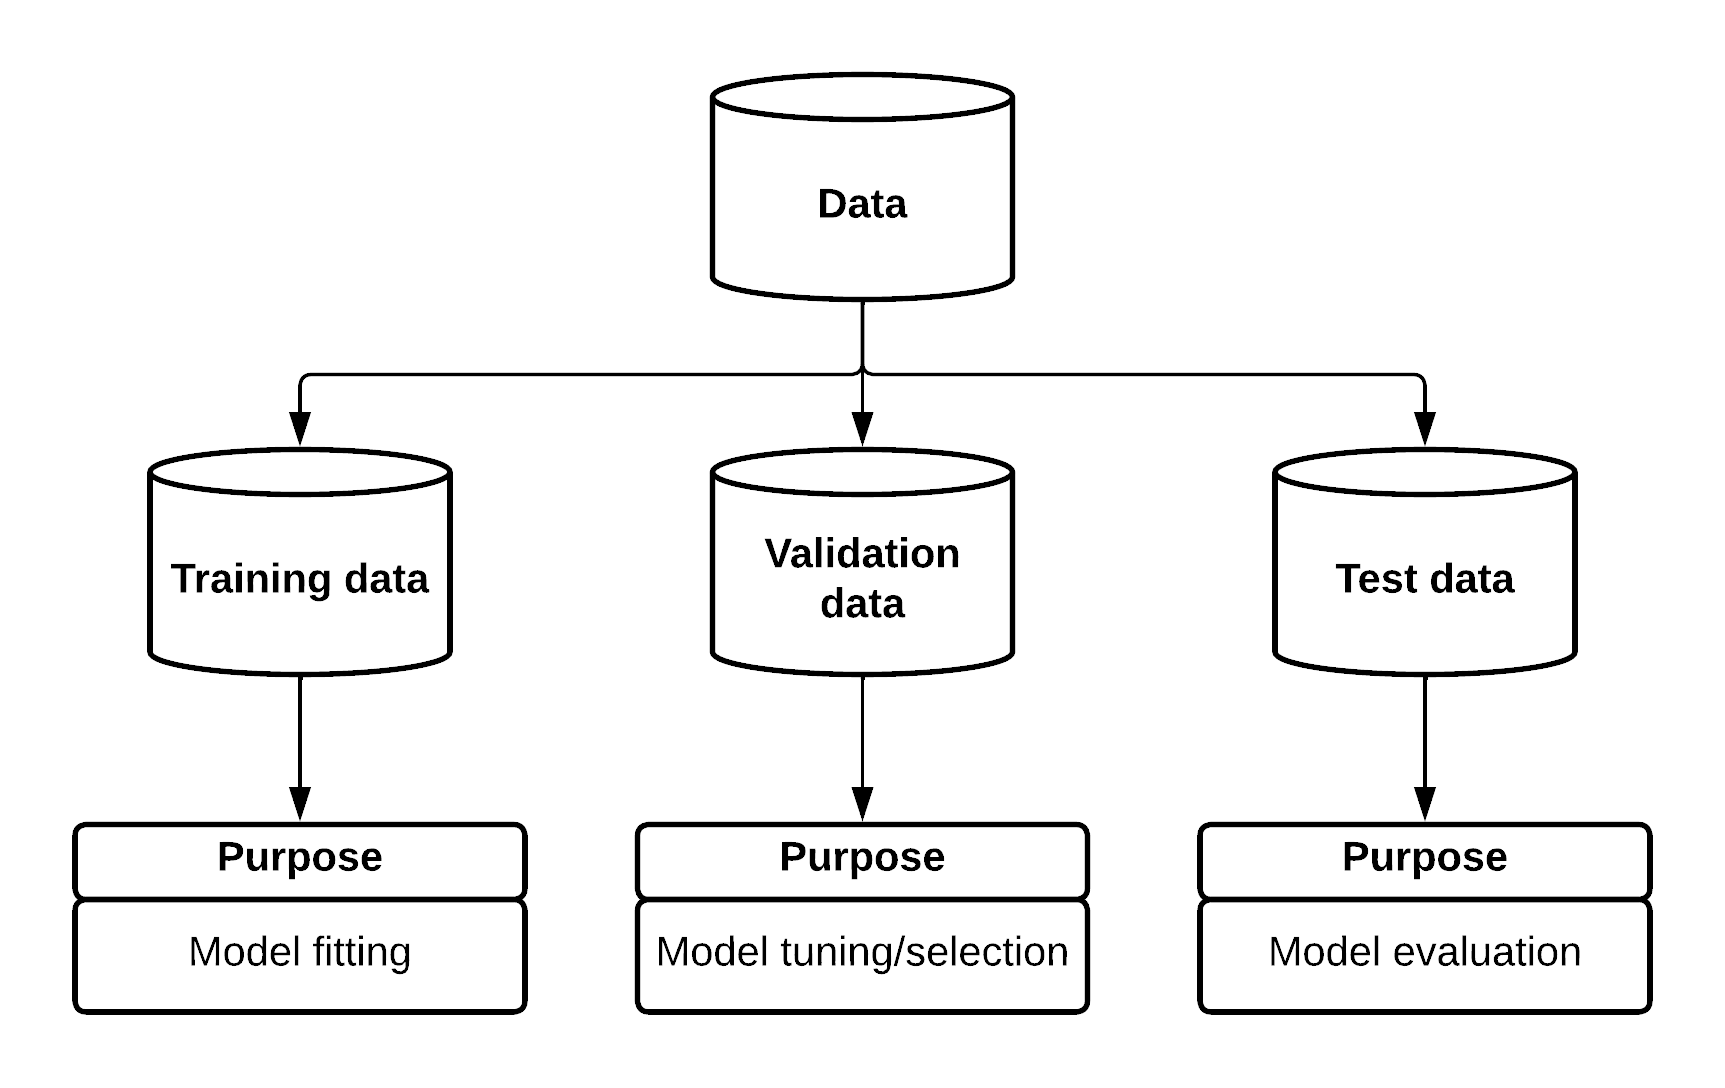 Data
Training data
Validation
data
Test data
Purpose
Model fitting
Purpose
Model tuning/selection
Purpose
Model evaluation